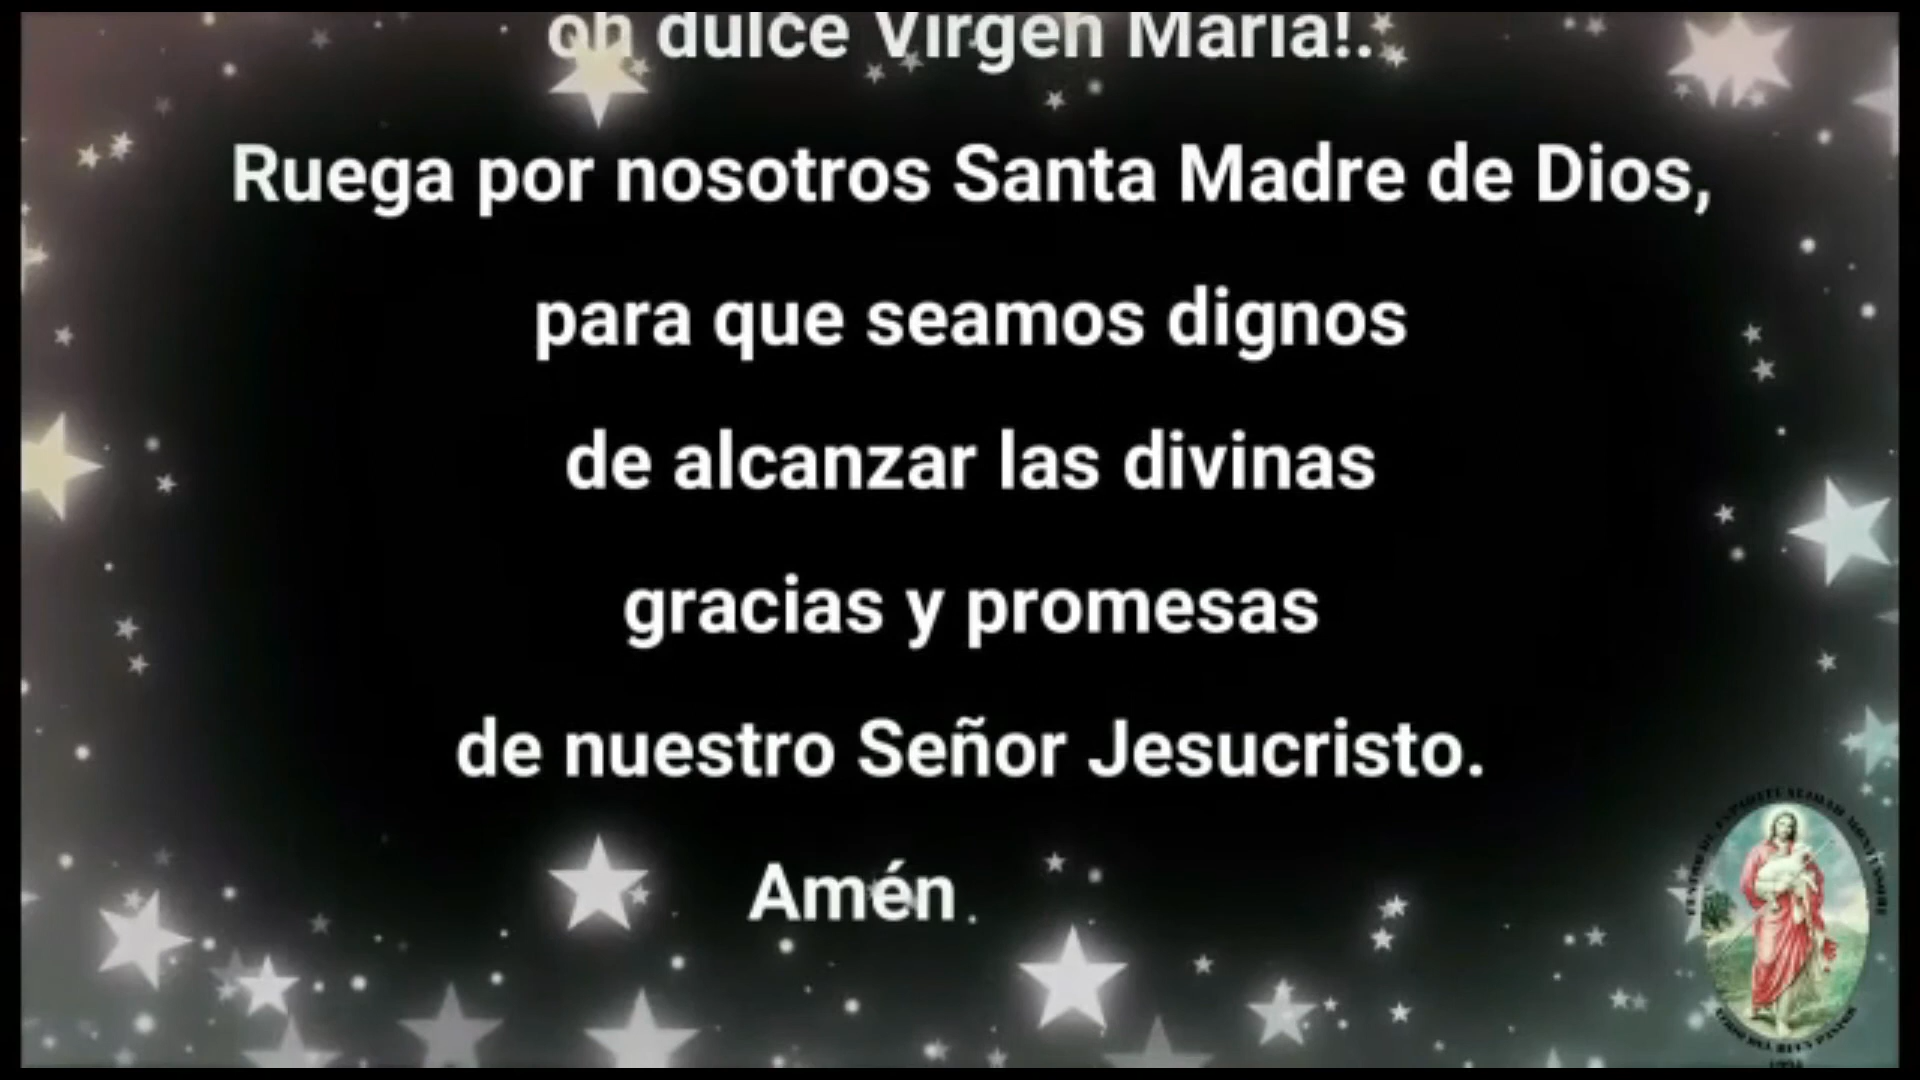 oh dulce Virgen María!.
Ruega por nosotros Santa Madre de Dios,
para que seamos dignos
de alcanzar las divinas
gracias y promesas
de nuestro Señor Jesucristo.
Amén.